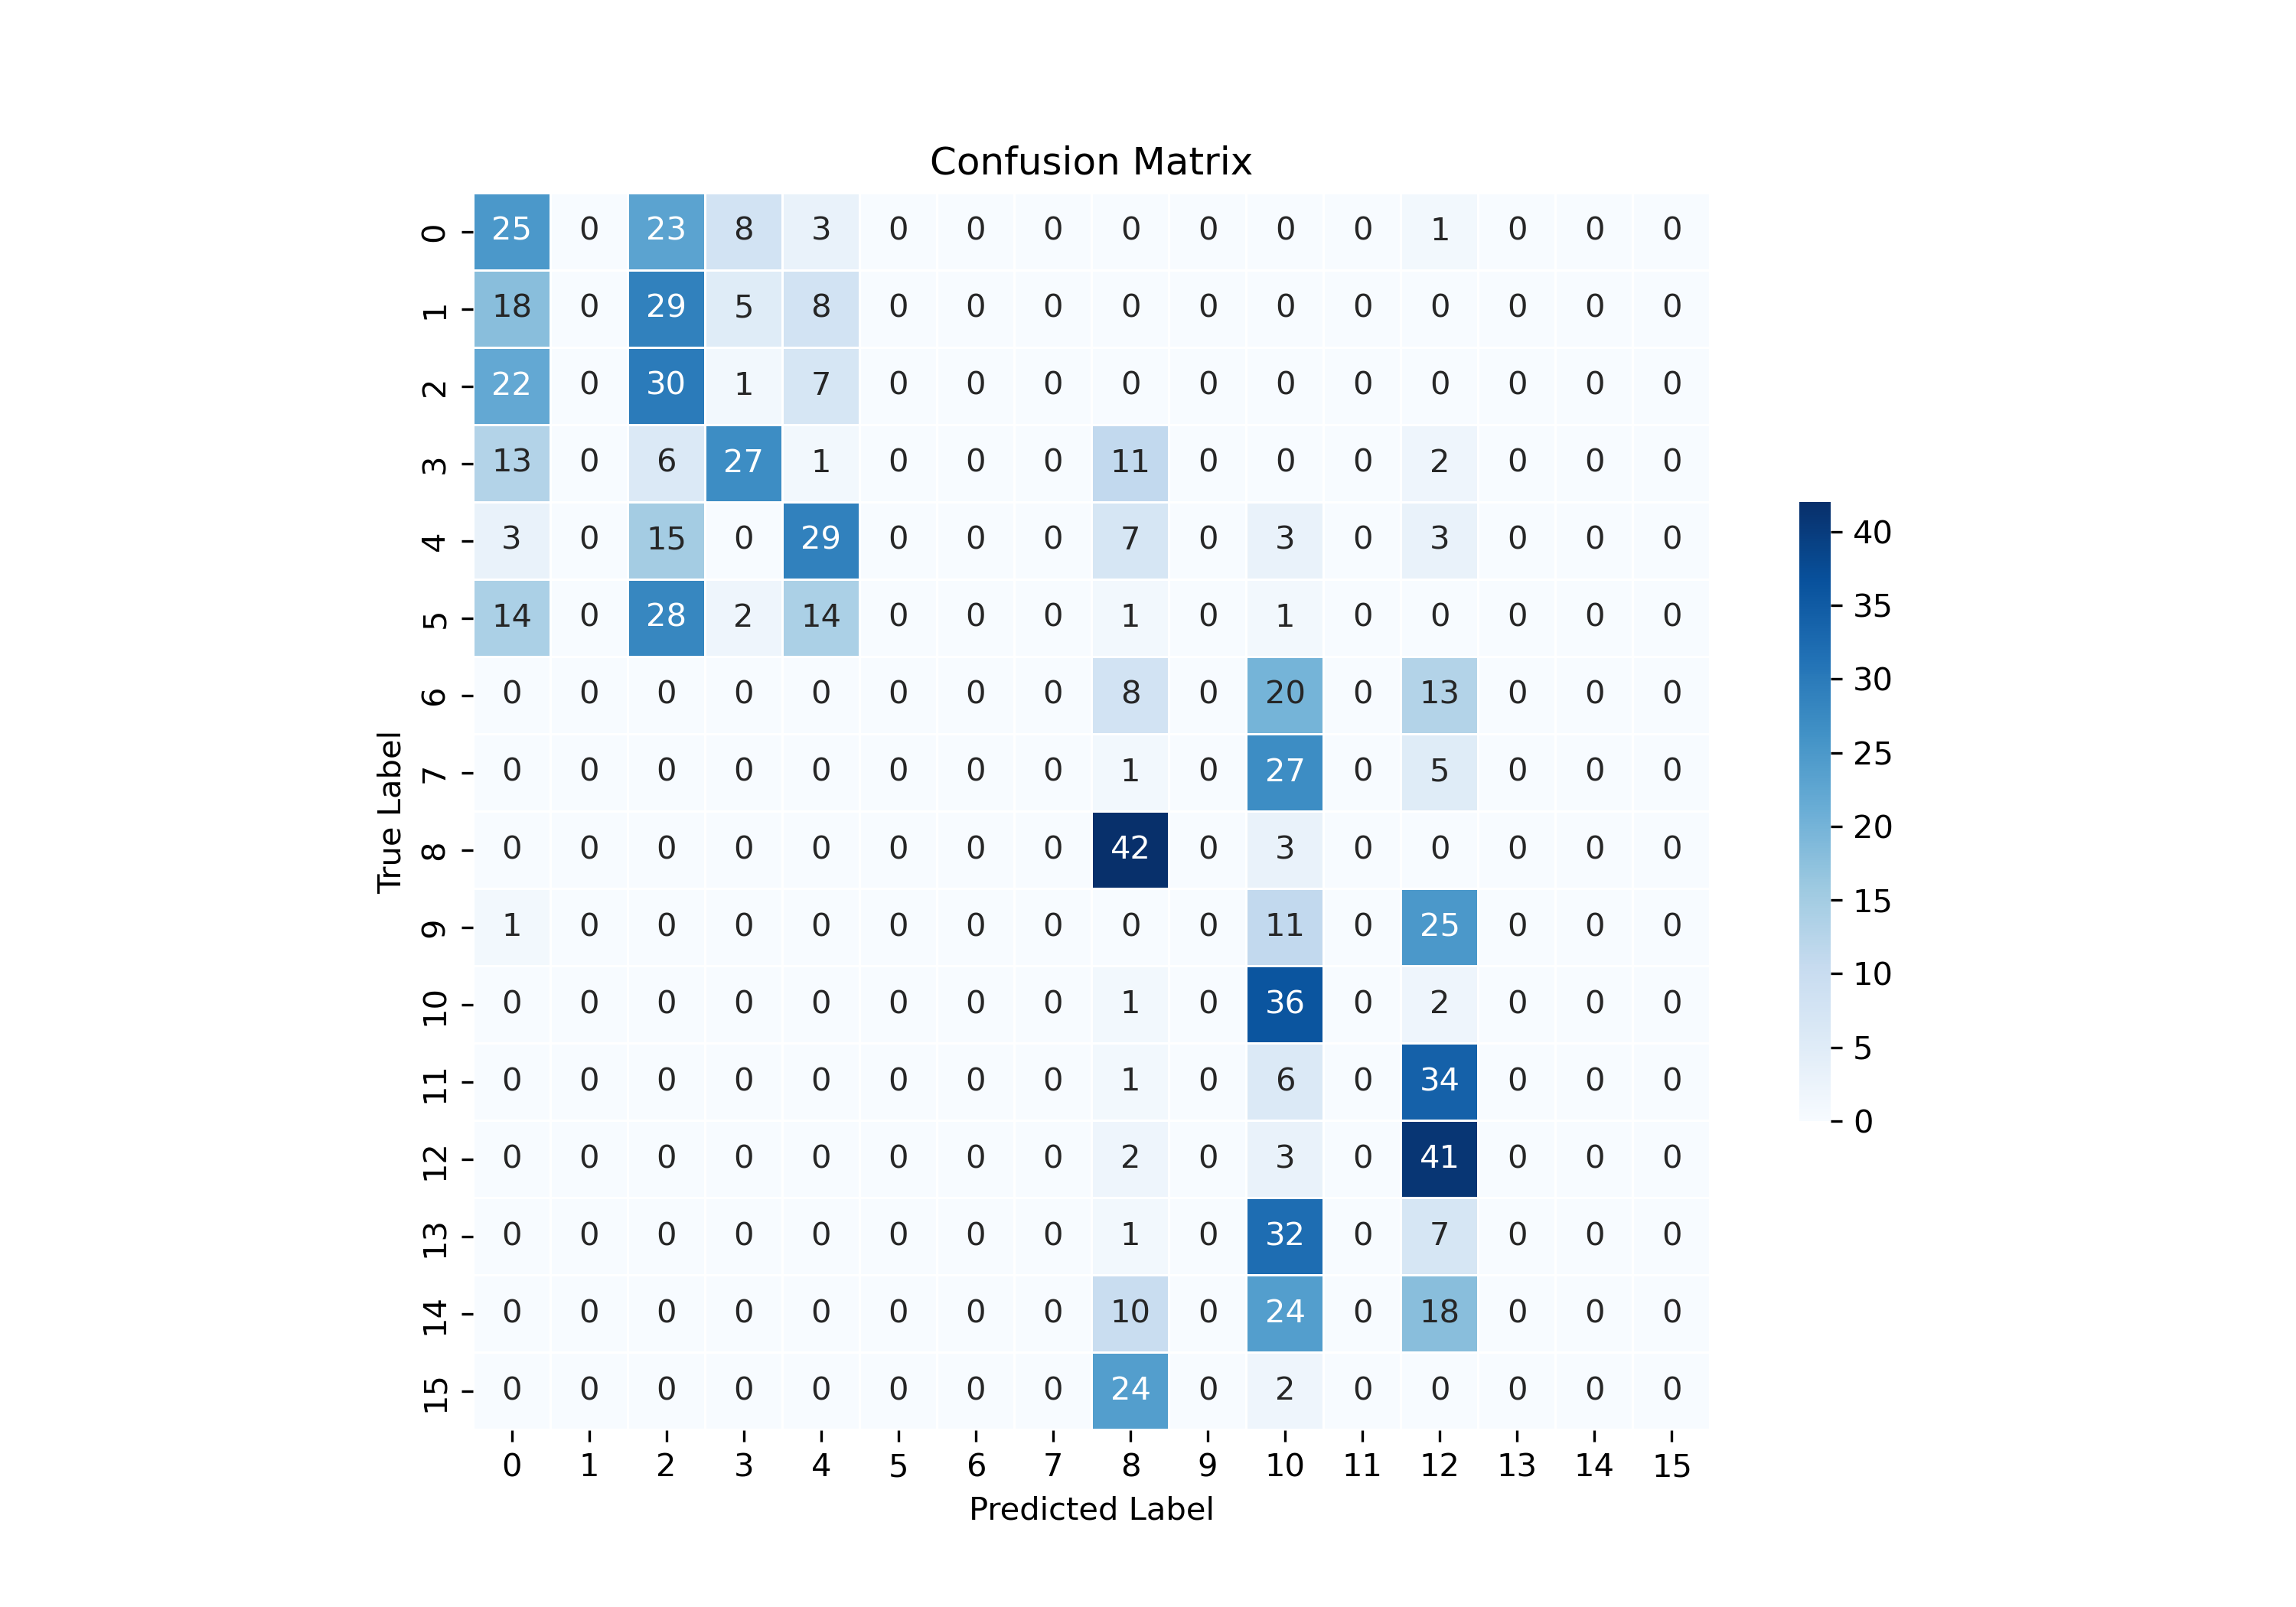 Confusion Matrix
0 25 0 23 8 3 0 0 0 0 0 0 0 1 0 0 0
1 18 0 29 5 8 0 0 0 0 0 0 0 0 0 0 0
2 22 0 30 1 7 0 0 0 0 0 0 0 0 0 0 0
3 13 0 6 27 1 0 0 0 11 0 0 0 2 0 0 0
4 3 0 15 0 29 0 0 0 7 0 3 0 3 0 0 0
5 14 0 28 2 14 0 0 0 1 0 1 0 0 0 0 0
6 0 0 0 0 0 0 0 0 8 0 20 0 13 0 0 0
7 0 0 0 0 0 0 0 0 1 0 27 0 5 0 0 0
8 0 0 0 0 0 0 0 0 42 0 3 0 0 0 0 0
9 1 0 0 0 0 0 0 0 0 0 11 0 25 0 0 0
10 0 0 0 0 0 0 0 0 1 0 36 0 2 0 0 0
11 0 0 0 0 0 0 0 0 1 0 6 0 34 0 0 0
12 0 0 0 0 0 0 0 0 2 0 3 0 41 0 0 0
13 0 0 0 0 0 0 0 0 1 0 32 0 7 0 0 0
14 0 0 0 0 0 0 0 0 10 0 24 0 18 0 0 0
15 0 0 0 0 0 0 0 0 24 0 2 0 0 0 0 0
0 1 2 3 4 5 6 7 8 9 10 11 12 13 14 15
Predicted Label
True Label
40
35
30
25
20
15
10
5
0